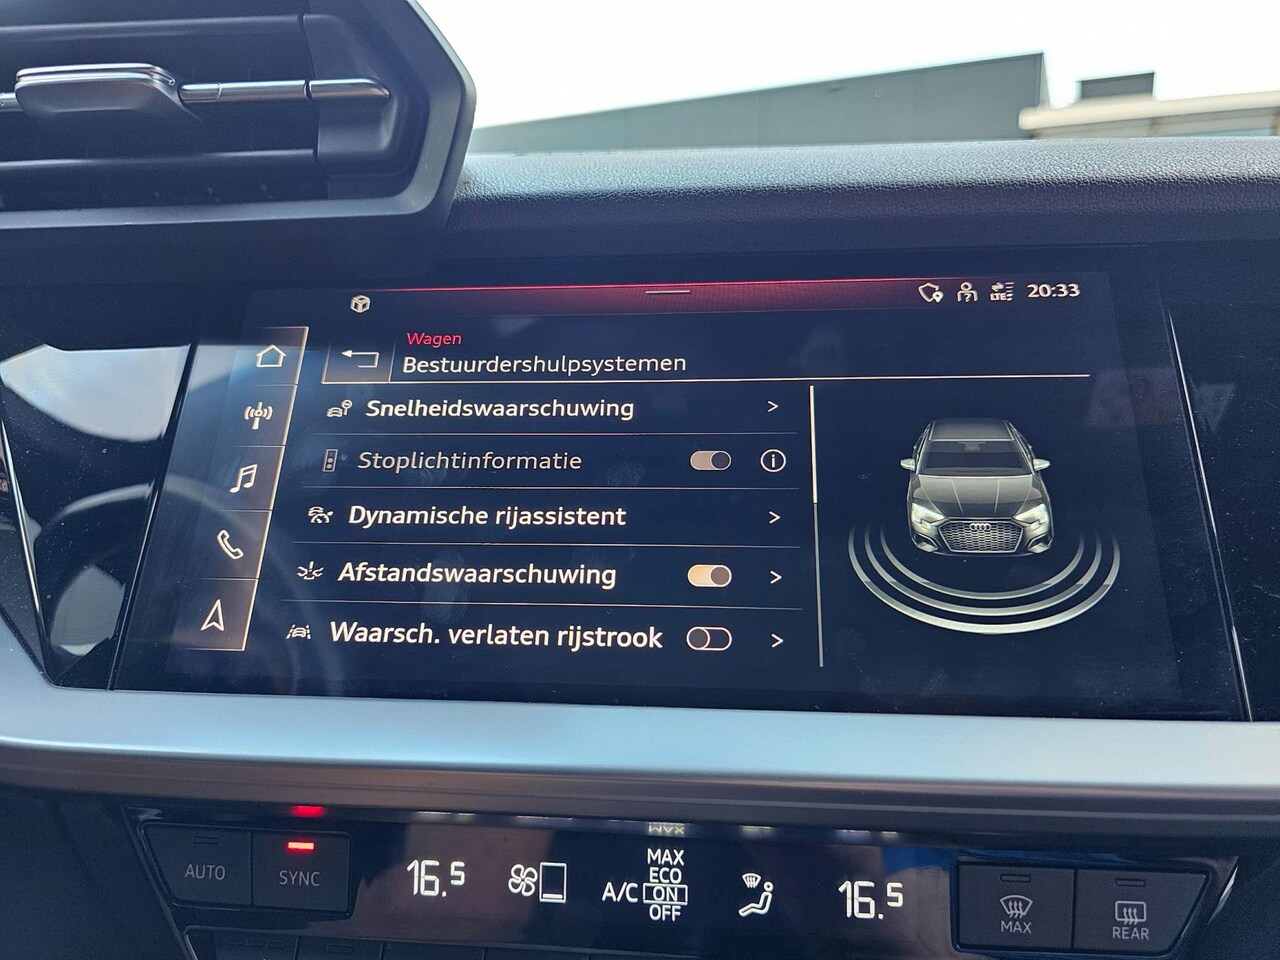 LTE
20:33
Wagen
Bestuurdershulpsystemen
Snelheidswaarschuwing
Stoplichtinformatie
Dynamische rijassistent
Afstandswaarschuwing
Waarsch. verlaten rijstrook
AUTO
SYNC
16.5
A/C
MAX
ECO
ON
OFF
16.5
MAX
REAR